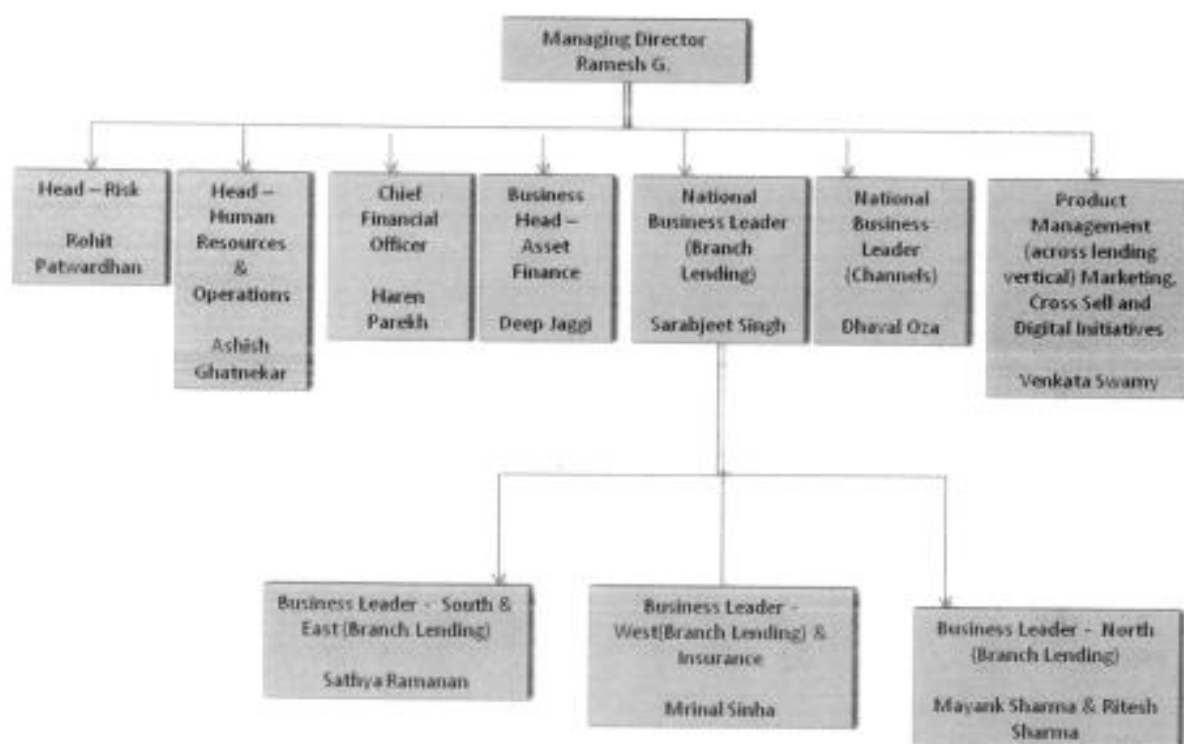 Managing Director
Ramesh G.
Head – Risk
Rohit
Patwardhan
Head –
Human
Resources
&
Operations
Ashish
Ghatnekar
Chief
Financial
Officer
Haren
Parekh
Business
Head –
Asset
Finance
Deep Jaggi
National
Business Leader
(Branch
Lending)
Sarabjeet Singh
National
Business
Leader
(Channels)
Dhaval Oza
Product
Management
(across lending
vertical) Marketing,
Cross Sell and
Digital Initiatives
Venkata Swamy
Business Leader - South &
East (Branch Lending)
Sathya Ramanan
Business Leader -
West(Branch Lending) &
Insurance
Mrinal Sinha
Business Leader - North
(Branch Lending)
Mayank Sharma & Ritesh
Sharma